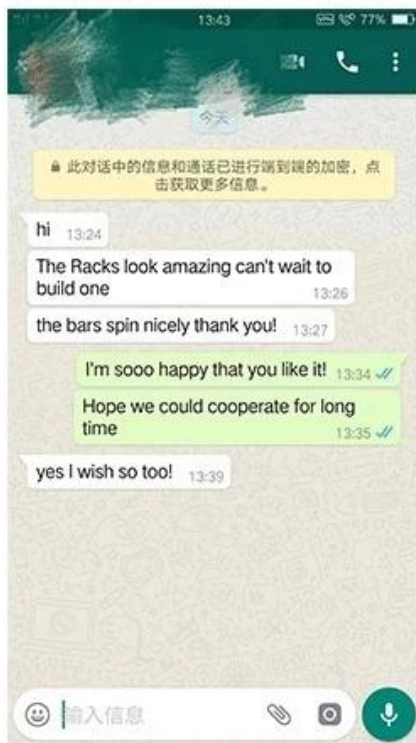 13:43
77%
今天
此对话中的信息和通话已进行端到端的加密，点
击获取更多信息。
hi 13:24
The Racks look amazing can't wait to
build one
13:26
the bars spin nicely thank you! 13:27
I'm sooo happy that you like it! 13:34
Hope we could cooperate for long
time
13:35
yes I wish so too! 13:39
输入信息